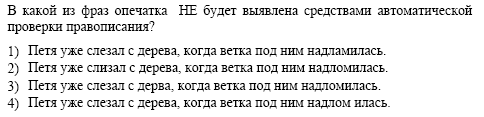 В какой из фраз опечатка НЕ будет выявлена средствами автоматической
проверки правописания?
1) Петя уже слезал с дерева, когда ветка под ним надламилась.
2) Петя уже слизал с дерева, когда ветка под ним надломилась.
3) Петя уже слезал с дерва, когда ветка под ним надломилась.
4) Петя уже слезал с дерева, когда ветка под ним надлом илась.